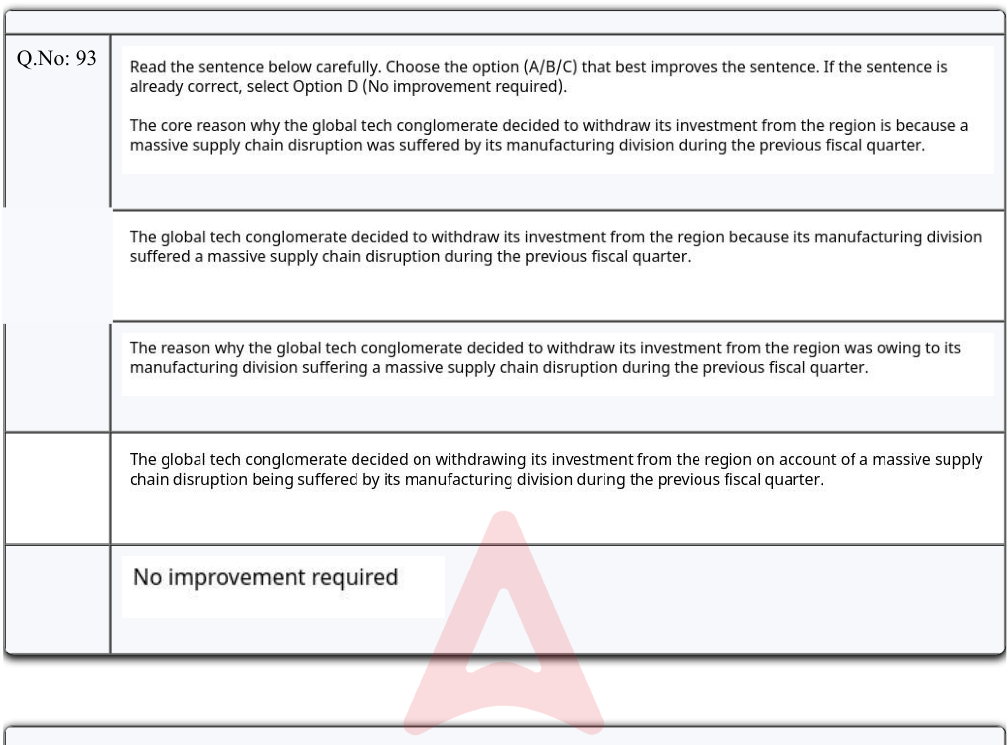 Q.No: 93
Read the sentence below carefully. Choose the option (A/B/C) that best improves the sentence. If the sentence is
already correct, select Option D (No improvement required).
The core reason why the global tech conglomerate decided to withdraw its investment from the region is because a
massive supply chain disruption was suffered by its manufacturing division during the previous fiscal quarter.
The global tech conglomerate decided to withdraw its investment from the region because its manufacturing division
suffered a massive supply chain disruption during the previous fiscal quarter.
The reason why the global tech conglomerate decided to withdraw its investment from the region was owing to its
manufacturing division suffering a massive supply chain disruption during the previous fiscal quarter.
The global tech conglomerate decided on withdrawing its investment from the region on account of a massive supply
chain disruption being suffered by its manufacturing division during the previous fiscal quarter.
No improvement required